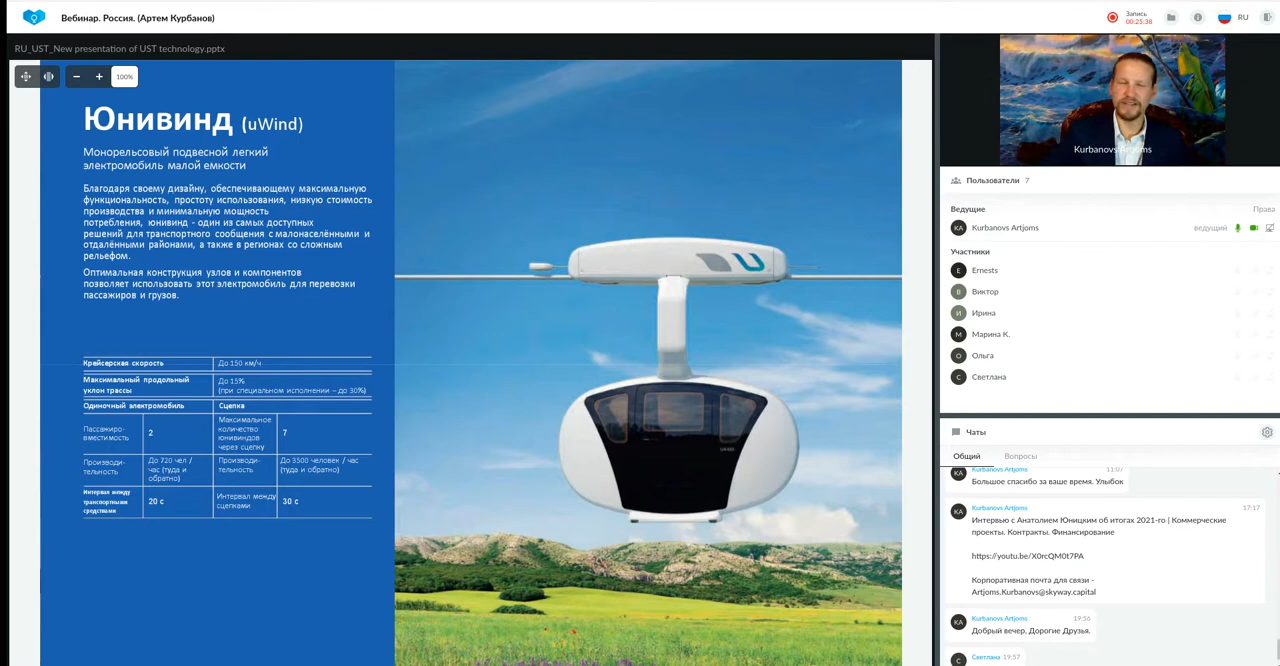 Вебинар. Россия. (Артем Курбанов)
Запись
00:25:38
RU
RU_UST_New presentation of UST technology.pptx
100%
Юнивинд (uWind)
Монорельсовый подвесной легкий
электромобиль малой емкости
Благодаря своему дизайну, обеспечивающему максимальную
функциональность, простоту использования, низкую стоимость
производства и минимальную мощность
потребления, юнивинд - один из самых доступных
решений для транспортного сообщения с малонаселёнными и
отдалёнными районами, а также в регионах со сложным
рельефом.
Оптимальная конструкция узлов и компонентов
позволяет использовать этот электромобиль для перевозки
пассажиров и грузов.
Крейсерская скорость
До 150 км/ч
Максимальный продольный
уклон трассы
До 15%
(при специальном исполнении – до 30%)
Одиночный электромобиль
Сцепка
Пассажиро-
вместимость
2
Максимальное
количество
юнивиндов
через сцепку
7
Производи-
тельность
До 720 чел /
час (туда и
обратно)
Производи-
тельность
До 3500 человек / час
(туда и обратно)
Интервал между
транспортными
средствами
20 с
Интервал между
сцепками
30 с
Kurbanovs Artjoms
Пользователи 7
Ведущие
Права
KA
Kurbanovs Artjoms
ведущий
Участники
E
Ernests
В
Виктор
И
Ирина
М
Марина К.
О
Ольга
С
Светлана
Чаты
Общий
Вопросы
KA
Kurbanovs Artjoms
11:07
Большое спасибо за ваше время. Улыбок
KA
Kurbanovs Artjoms
17:17
Интервью с Анатолием Юницким об итогах 2021-го | Коммерческие
проекты. Контракты. Финансирование
https://youtu.be/X0rcQM0t7PA
Корпоративная почта для связи -
Artjoms.Kurbanovs@skyway.capital
KA
Kurbanovs Artjoms
19:56
Добрый вечер, Дорогие Друзья.
С
Светлана 19:57